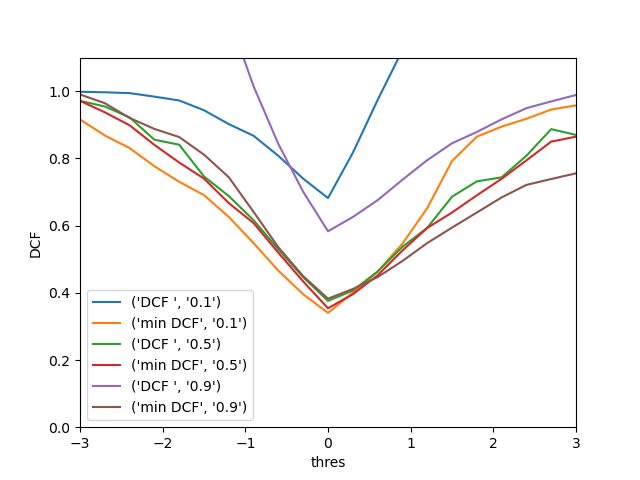 1.0
0.8
0.6
0.4
0.2
0.0
DCF
('DCF ', '0.1')
('min DCF', '0.1')
('DCF ', '0.5')
('min DCF', '0.5')
('DCF ', '0.9')
('min DCF', '0.9')
−3 −2 −1 0 1 2 3
thres